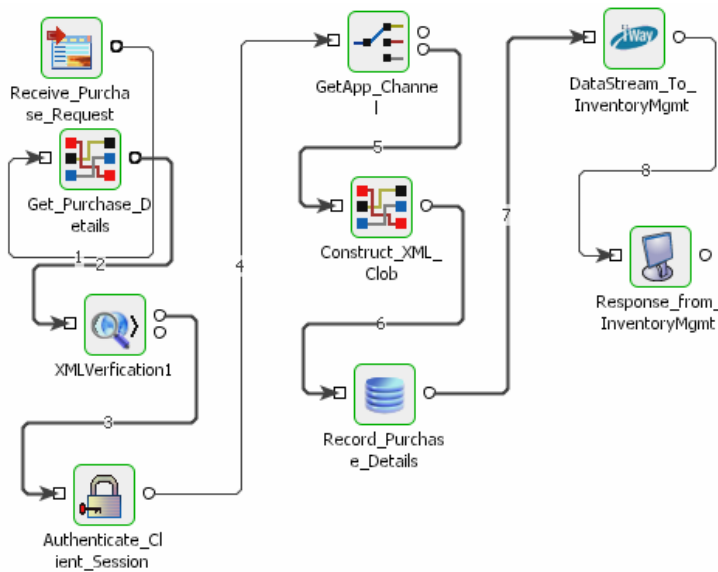 Receive_Purcha
se_Request
Get_Purchase_D
etails
1
2
XMLVerfication1
3
Authenticate_Cl
ient_Session
4
GetApp_Channe
l
5
Construct_XML_
Clob
6
Record_Purchas
e_Details
7
iWay
DataStream_To_
InventoryMgmt
8
Response_from_
InventoryMgmt